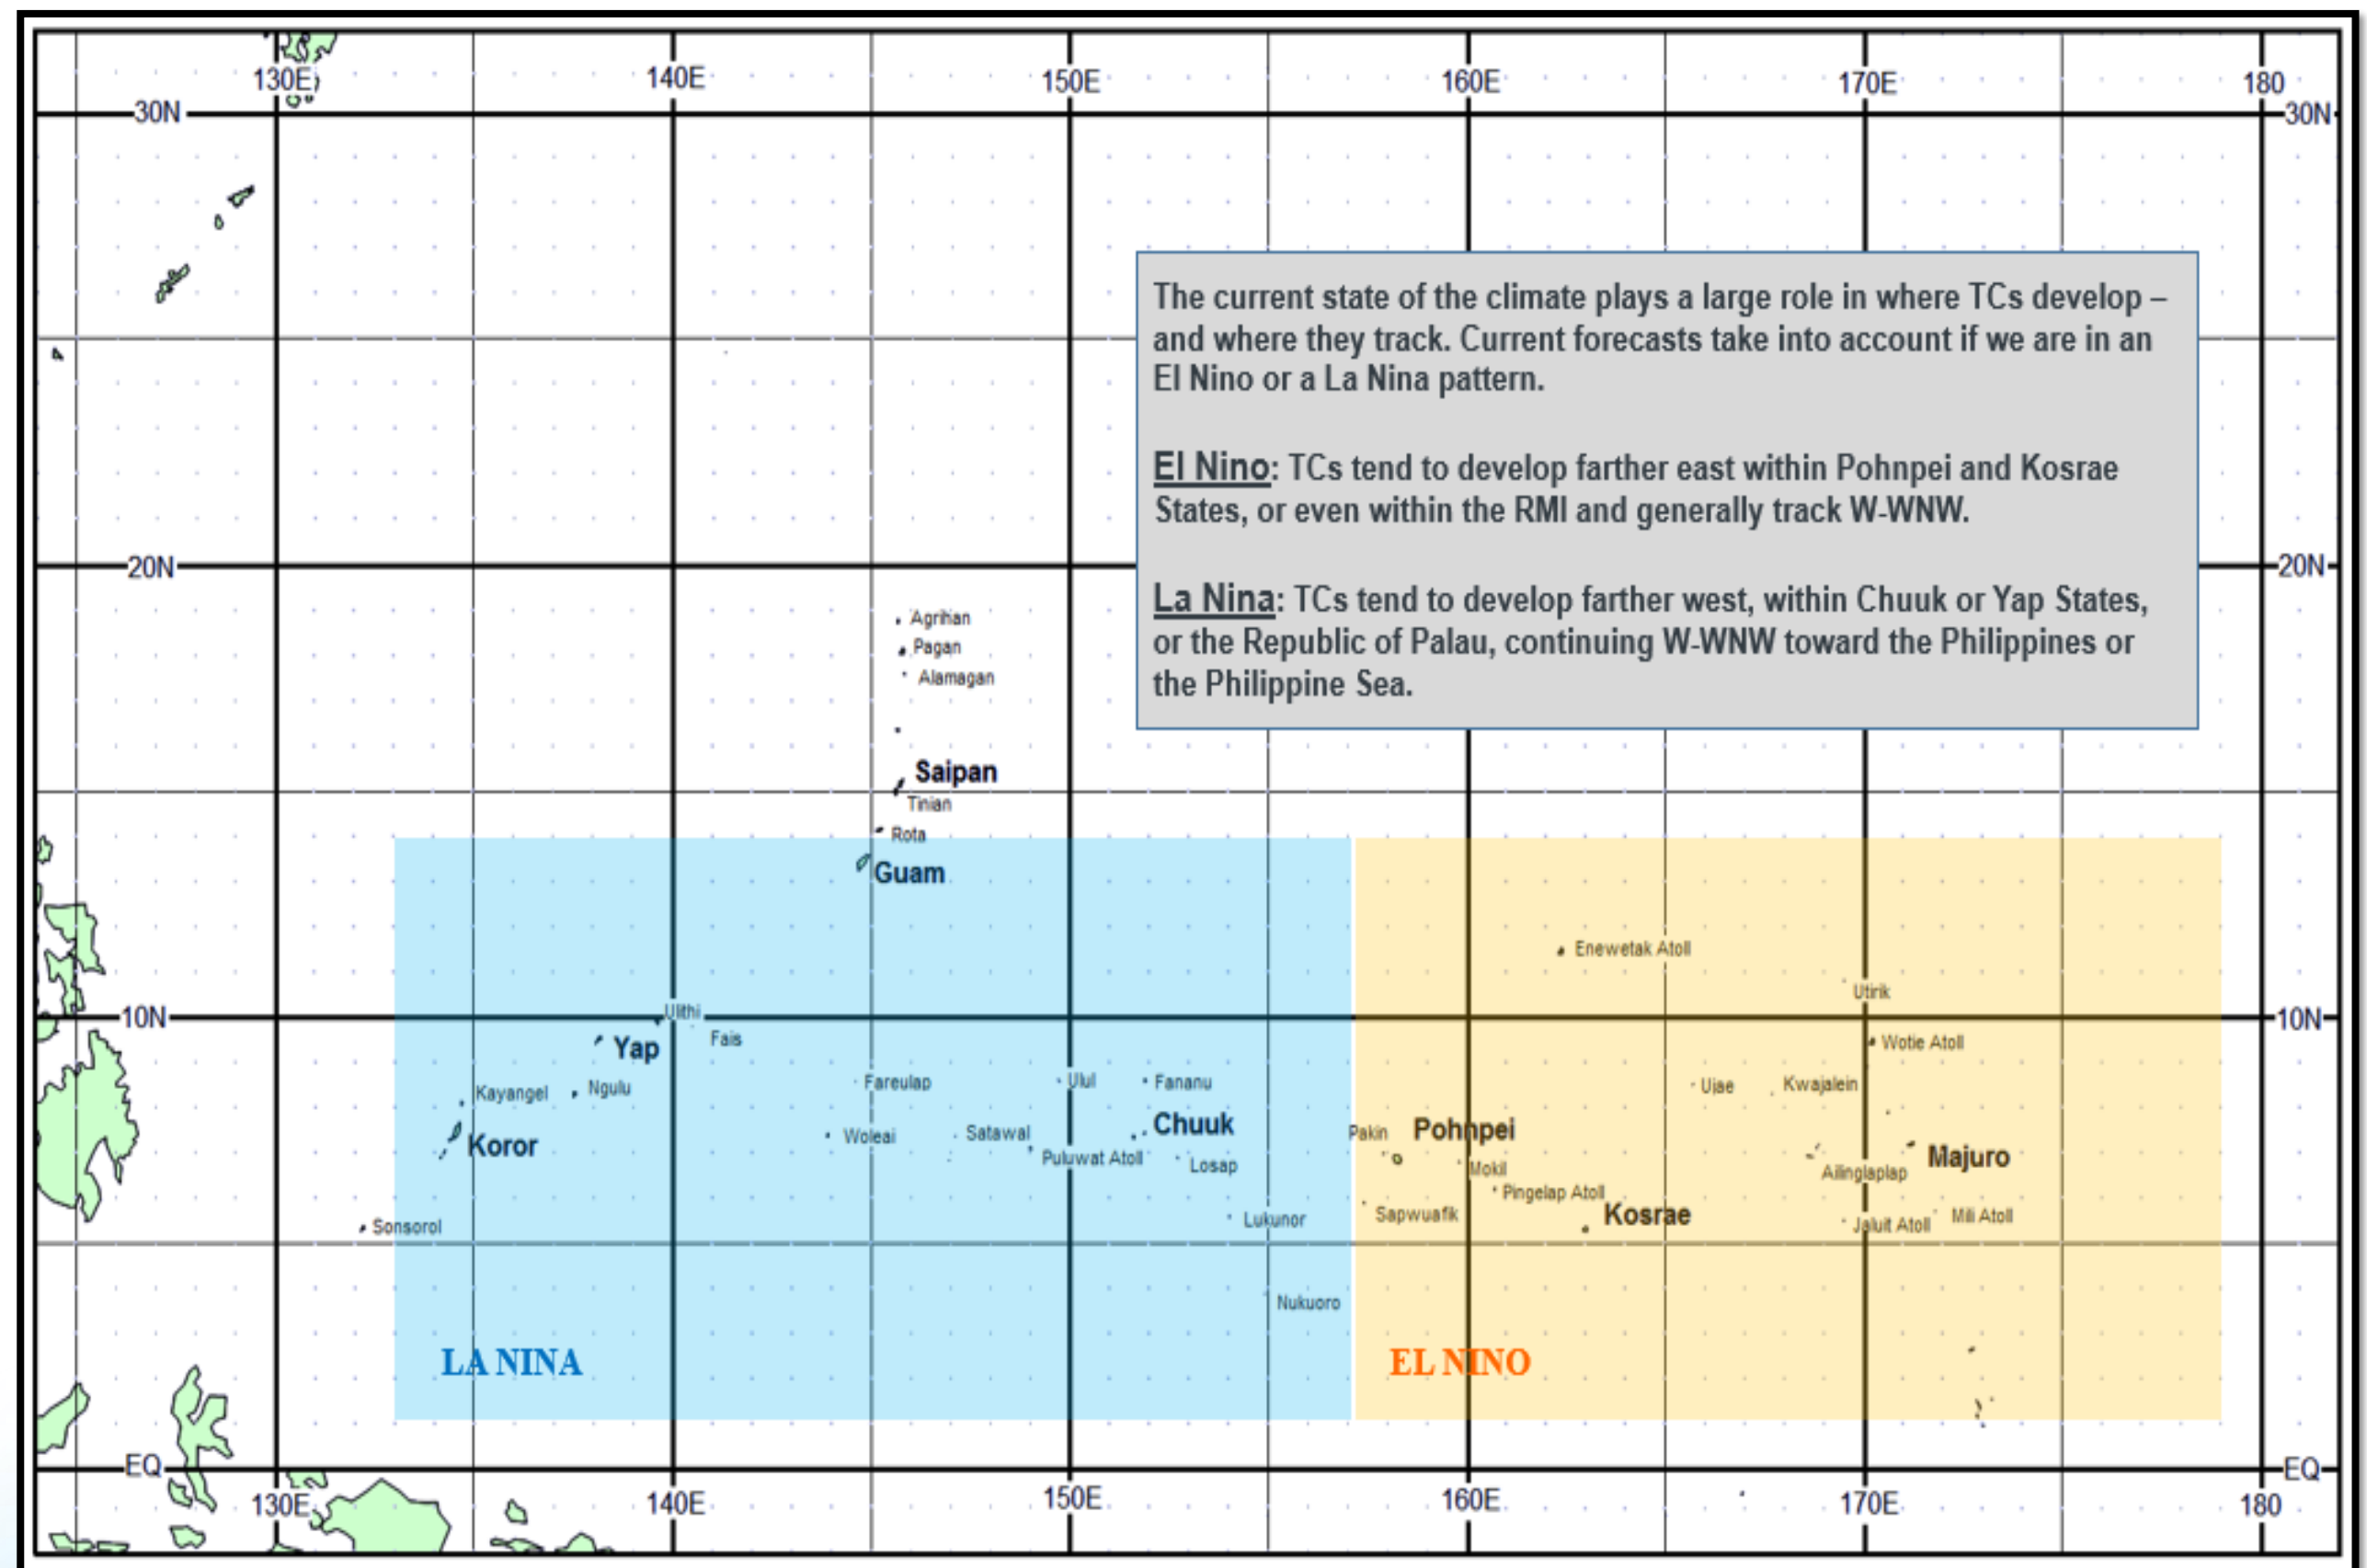 130E
140E
150E
160E
170E
180
30N
30N
The current state of the climate plays a large role in where TCs develop –
and where they track. Current forecasts take into account if we are in an
El Nino or a La Nina pattern.
El Nino: TCs tend to develop farther east within Pohnpei and Kosrae
States, or even within the RMI and generally track W-WNW.
La Nina: TCs tend to develop farther west, within Chuuk or Yap States,
or the Republic of Palau, continuing W-WNW toward the Philippines or
the Philippine Sea.
20N
20N
Agrihan
Pagan
Alamagan
Saipan
Tinian
Rota
Guam
Enewetak Atoll
Utirik
10N
10N
Ulithi
Fais
Yap
Wotje Atoll
Kayangel
Ngulu
Fareulap
Ulul
Fananu
Ujae
Kwajalein
Koror
Woleai
Satawal
Chuuk
Puluwat Atoll
Losap
Pakin
Pohnpei
Mokil
Pingelap Atoll
Ailinglaplap
Majuro
Sonsorol
Lukunor
Sapwuafik
Kosrae
Jaluit Atoll
Mili Atoll
Nukuoro
LA NINA
EL NINO
EQ
EQ
130E
140E
150E
160E
170E
180